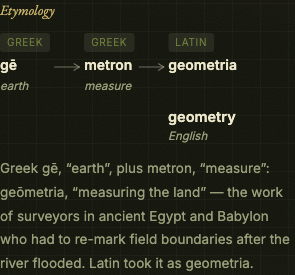 Etymology
GREEK GREEK LATIN
gē metron geometria
earth measure
geometry
English
Greek gē, “earth”, plus metron, “measure”:
geōmetria, “measuring the land” — the work
of surveyors in ancient Egypt and Babylon
who had to re-mark field boundaries after the
river flooded. Latin took it as geometria.